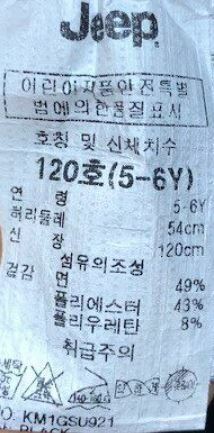 Jeep
어린이제품안전특별
법에의한품질표시
호칭 및 신체치수
120호(5-6Y)
연 령 5-6Y
허리둘레 54cm
신 장 120cm
섬유의조성
겉감 면 49%
폴리에스터 43%
폴리우레탄 8%
취급주의
NO. KM1GSU921
BLACK